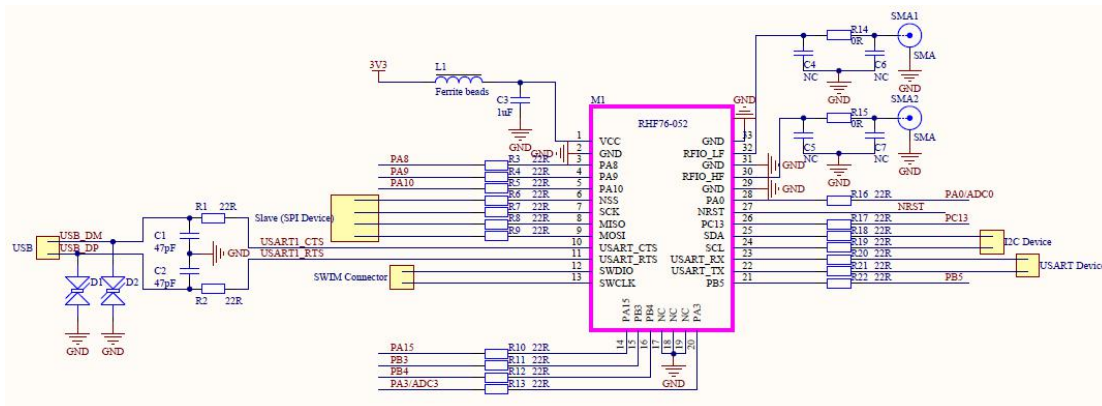 SMA1
R14
0R
SMA
C4
NC
C6
NC
GND
GND
SMA2
R15
0R
SMA
C5
NC
C7
NC
GND
GND
3V3
L1
Ferrite beads
C3
1uF
GND
M1
RHF76-052
GND
GND
GND
GND
1 VCC
2 GND
3 PA8
4 PA9
5 PA10
6 NSS
7 SCK
8 MISO
9 MOSI
10 USART_CTS
11 USART_RTS
12 SWDIO
13 SWCLK
GND 33
RFIO_LF 32
GND 31
RFIO_HF 30
GND 29
PA0 28
NRST 27
PC13 26
SDA 25
SCL 24
USART_RX 23
USART_TX 22
PB5 21
PA15 PB3 PB4 NC NC NC PA3
14 15 16 17 18 19 20
GND
PA8 R3 22R
PA9 R4 22R
PA10 R5 22R
R6 22R
R7 22R
R8 22R
R9 22R
Slave (SPI Device)
R16 22R PA0/ADC0
NRST
R17 22R PC13
R18 22R
R19 22R
I2C Device
R20 22R
R21 22R
USART Device
R22 22R PB5
R1 22R
USB
USB_DM
USB_DP
C1
47pF
GND
C2
47pF
R2 22R
USART1_CTS
USART1_RTS
D1
D2
GND
GND
SWIM Connector
PA15 R10 22R
PB3 R11 22R
PB4 R12 22R
PA3/ADC3 R13 22R